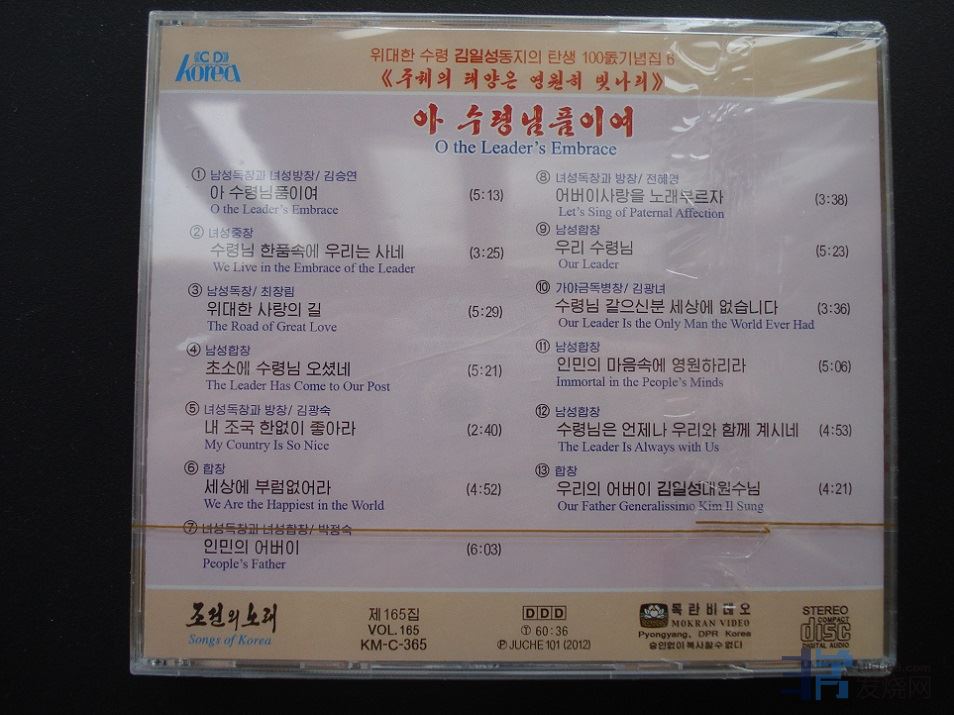 ((C D))
Korea
위대한 수령 김일성동지의 탄생 100돐기념집 6
《주체의 태양은 영원히 빛나리》
아 수령님품이여
O the Leader's Embrace
① 남성독창과 녀성방창/ 김승연
아 수령님품이여 (5:13)
O the Leader's Embrace
② 녀성중창
수령님 한품속에 우리는 사네 (3:25)
We Live in the Embrace of the Leader
③ 남성독창/ 최장림
위대한 사랑의 길 (5:29)
The Road of Great Love
④ 남성합창
초소에 수령님 오셨네 (5:21)
The Leader Has Come to Our Post
⑤ 녀성독창과 방창/ 김광숙
내 조국 한없이 좋아라 (2:40)
My Country Is So Nice
⑥ 합창
세상에 부럼없어라 (4:52)
We Are the Happiest in the World
⑦ 녀성독창과 녀성합창/ 박정숙
인민의 어버이 (6:03)
People's Father
⑧ 녀성독창과 방창/ 전혜영
어버이사랑을 노래부르자 (3:38)
Let's Sing of Paternal Affection
⑨ 남성합창
우리 수령님 (5:23)
Our Leader
⑩ 가야금독병창/ 김광녀
수령님 같으신분 세상에 없습니다 (3:36)
Our Leader Is the Only Man the World Ever Had
⑪ 남성합창
인민의 마음속에 영원하리라 (5:06)
Immortal in the People's Minds
⑫ 남성합창
수령님은 언제나 우리와 함께 계시네 (4:53)
The Leader Is Always with Us
⑬ 합창
우리의 어버이 김일성대원수님 (4:21)
Our Father Generalissimo Kim Il Sung
조선의 노래
Songs of Korea
제165집
VOL.165
KM-C-365
DDD
Ⓣ 60:36
Ⓟ JUCHE 101 (2012)
목란비데오
MOKRAN VIDEO
Pyongyang, DPR Korea
승인없이복사할수없다
STEREO
COMPACT
disc
DIGITAL AUDIO
发烧网